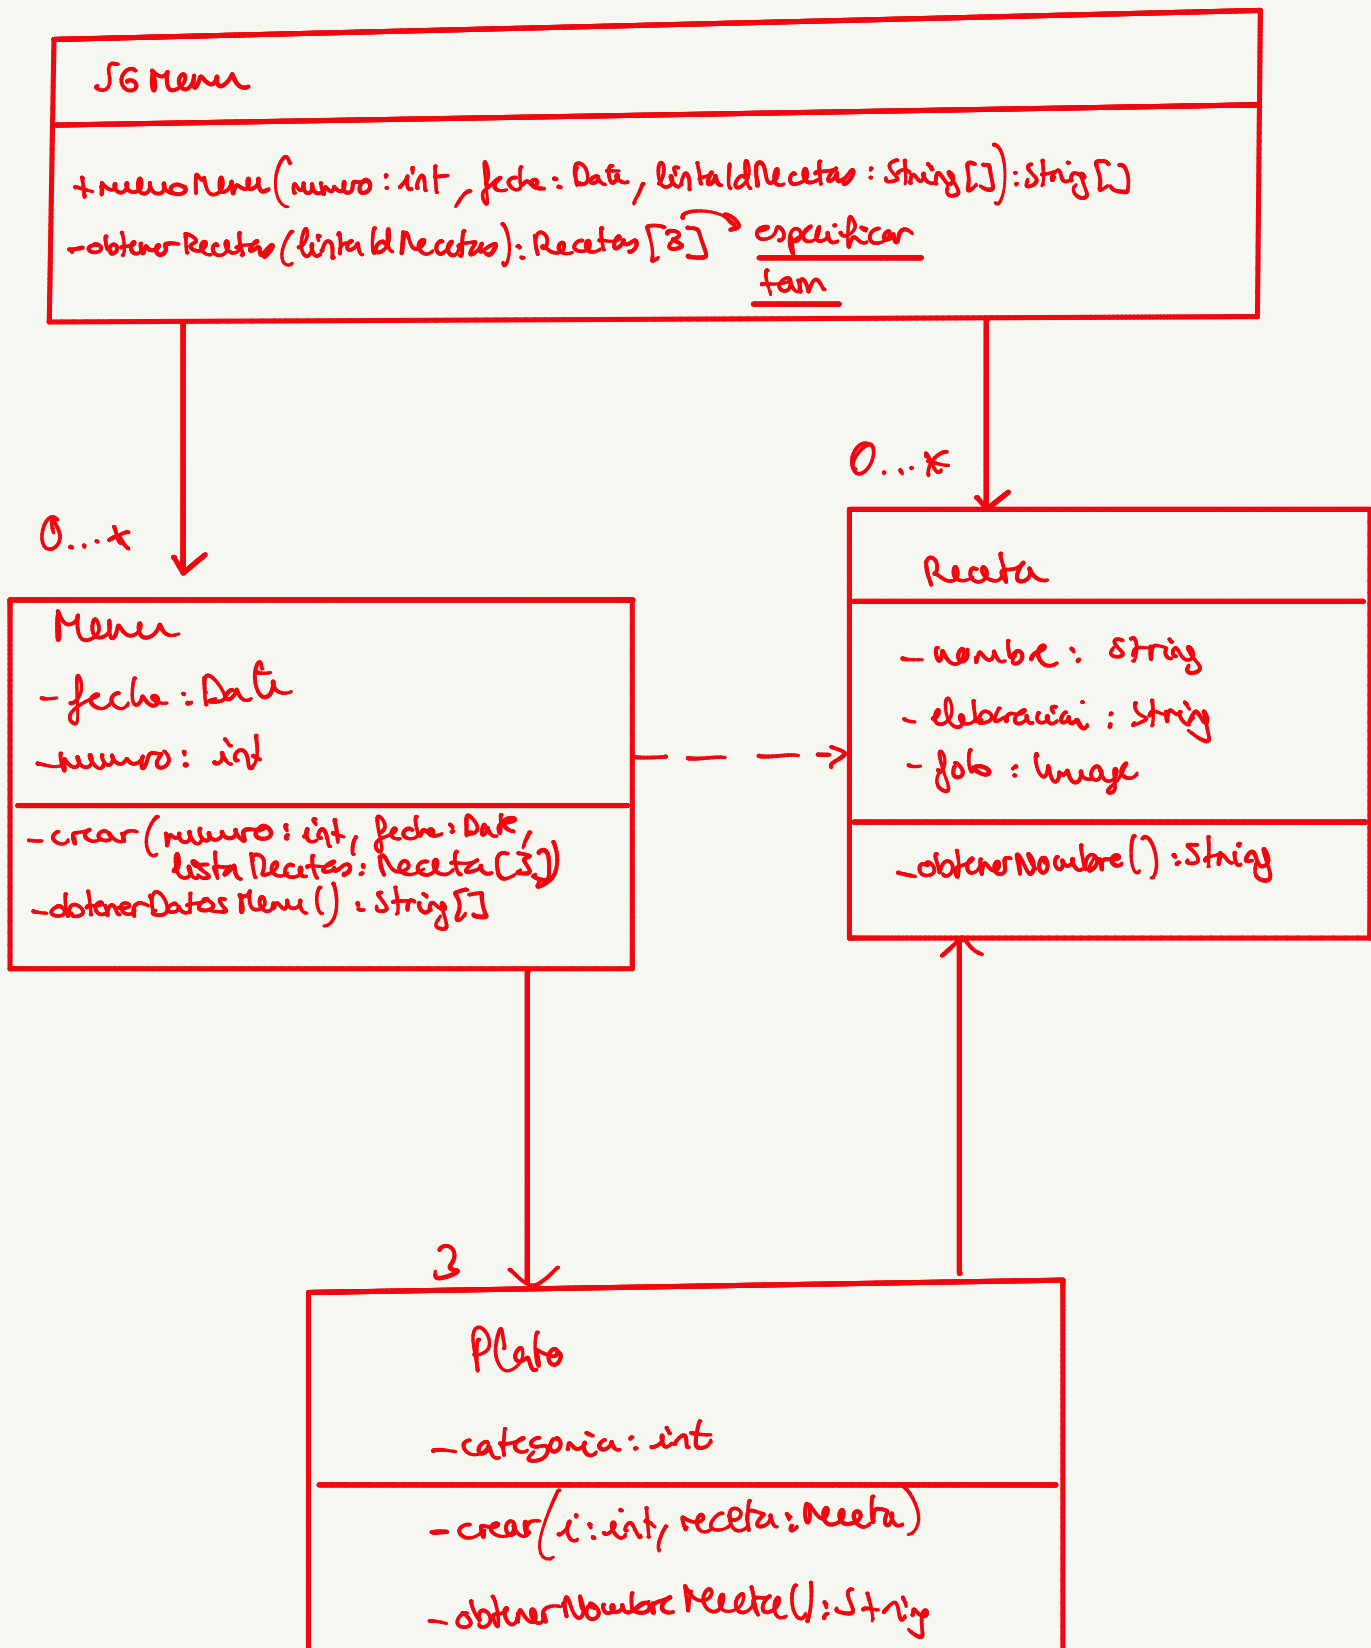 SGMenu
+nuevoMenu(numero: int, fecha: Date, listaIdRecetas: String[]): String[]
-obtenerRecetas(listaIdRecetas): Recetas[3] especificar
tam
0...*
0...*
Menu
-fecha: Date
-numero: int
-crear(numero: int, fecha: Date,
listaRecetas: Receta[3])
-obtenerDatosMenu(): String[]
Receta
-nombre: String
-elaboracion: String
-foto: Image
-obtenerNombre(): String
3
Plato
-categoria: int
-crear(i: int, receta: Receta)
-obtenerNombreReceta(): String